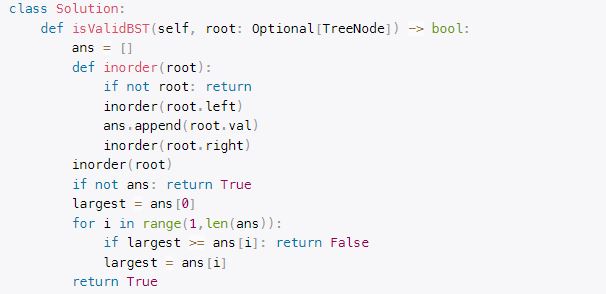 class Solution:
    def isValidBST(self, root: Optional[TreeNode]) -> bool:
        ans = []
        def inorder(root):
            if not root: return
            inorder(root.left)
            ans.append(root.val)
            inorder(root.right)
        inorder(root)
        if not ans: return True
        largest = ans[0]
        for i in range(1,len(ans)):
            if largest >= ans[i]: return False
            largest = ans[i]
        return True